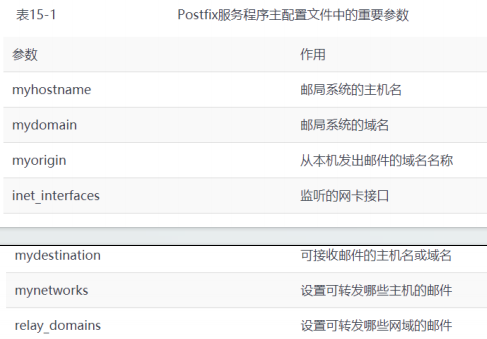 表15-1 Postfix服务程序主配置文件中的重要参数
参数 作用
myhostname 邮局系统的主机名
mydomain 邮局系统的域名
myorigin 从本机发出邮件的域名名称
inet_interfaces 监听的网卡接口
mydestination 可接收邮件的主机名或域名
mynetworks 设置可转发哪些主机的邮件
relay_domains 设置可转发哪些网域的邮件